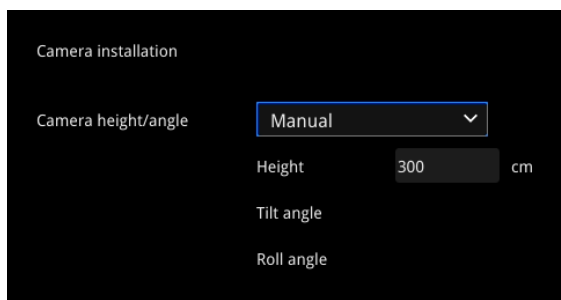 Camera installation
Camera height/angle Manual
Height 300 cm
Tilt angle
Roll angle